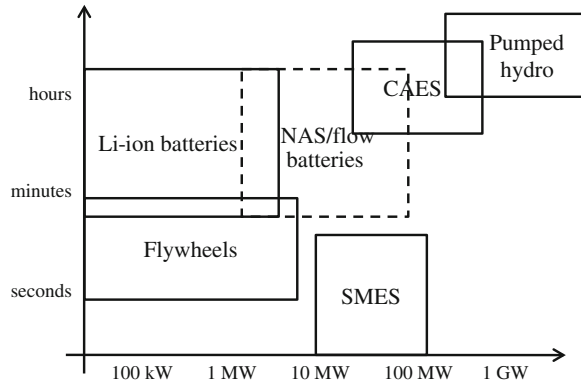 Pumped
hydro
hours
CAES
Li-ion batteries
NAS/flow
batteries
minutes
Flywheels
seconds
SMES
100 kW
1 MW
10 MW
100 MW
1 GW